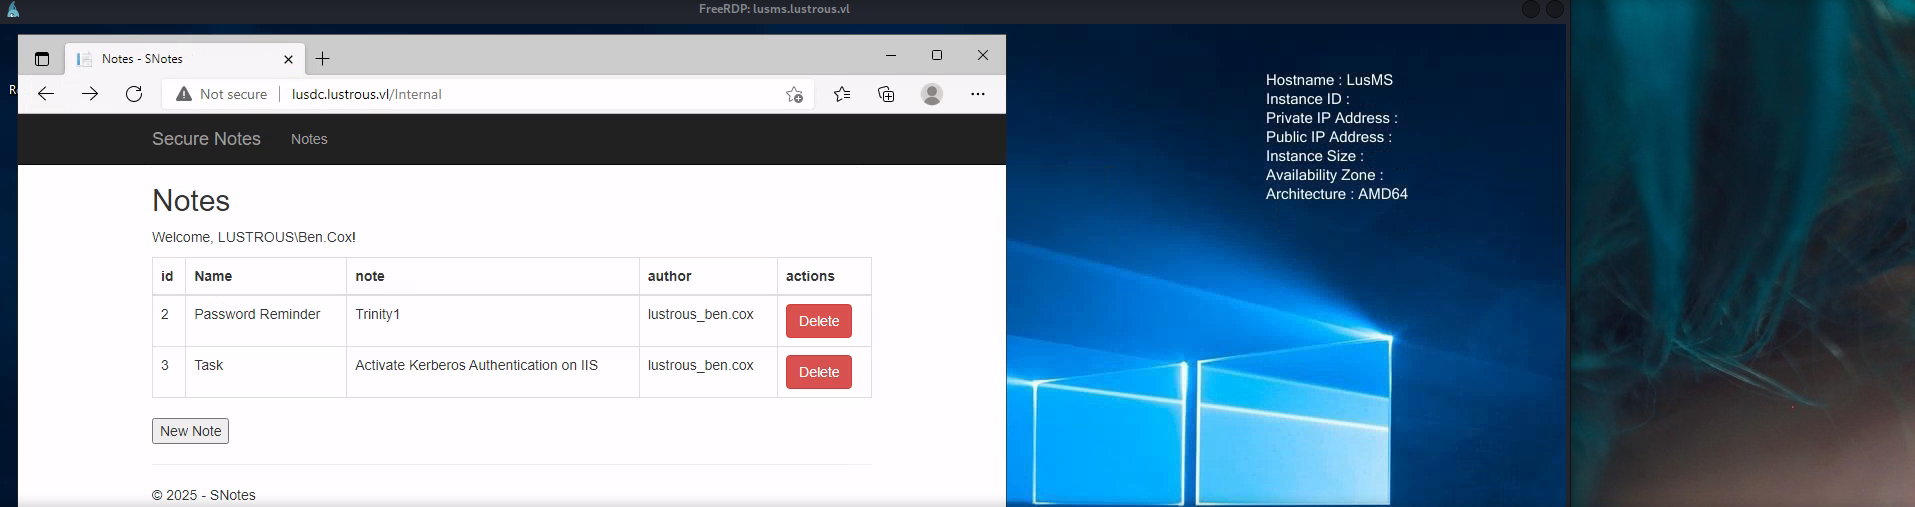 FreeRDP: lusms.lustrous.vl
Notes - SNotes
Not secure lusdc.lustrous.vl/Internal
Secure Notes Notes
Notes
Welcome, LUSTROUS\Ben.Cox!
id Name note author actions
2 Password Reminder Trinity1 lustrous_ben.cox Delete
3 Task Activate Kerberos Authentication on IIS lustrous_ben.cox Delete
New Note
© 2025 - SNotes
Hostname : LusMS
Instance ID :
Private IP Address :
Public IP Address :
Instance Size :
Availability Zone :
Architecture : AMD64